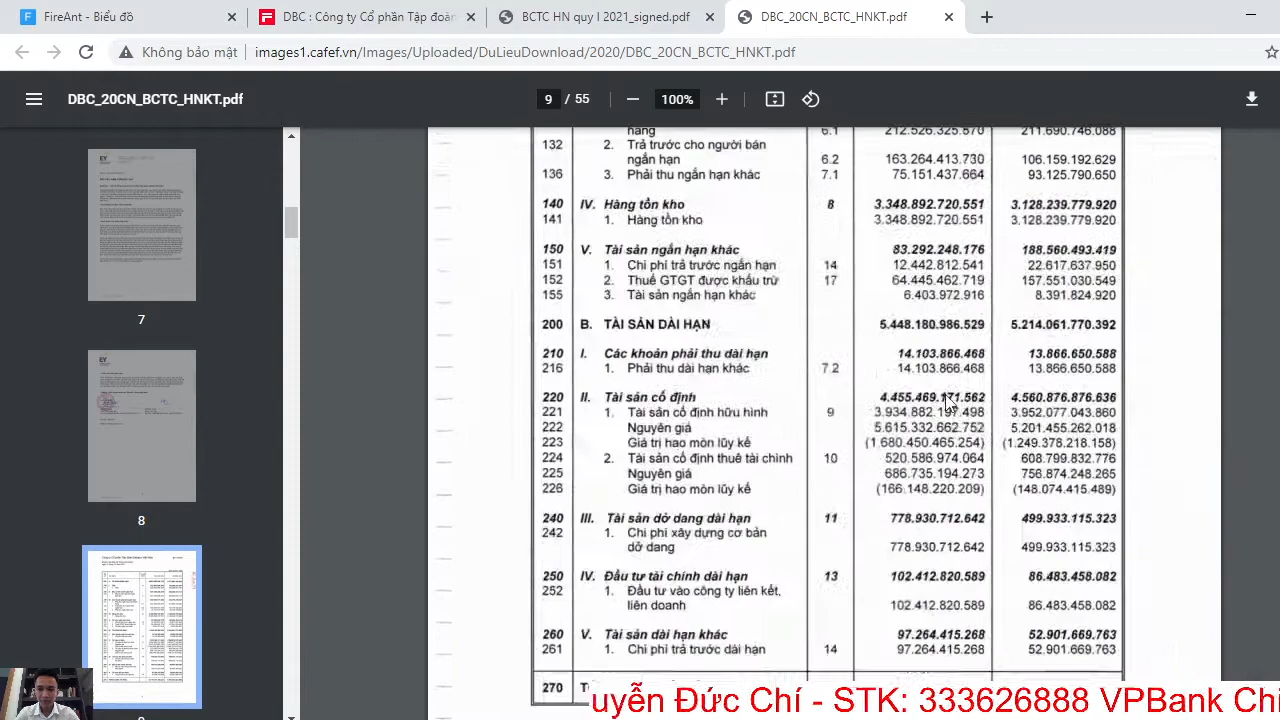 FireAnt - Biểu đồ
DBC : Công ty Cổ phần Tập đoàn
BCTC HN quy I 2021_signed.pdf
DBC_20CN_BCTC_HNKT.pdf
Không bảo mật
images1.cafef.vn/Images/Uploaded/DuLieuDownload/2020/DBC_20CN_BCTC_HNKT.pdf
DBC_20CN_BCTC_HNKT.pdf
9 / 55
100%
7
8
hàng 6.1 212.526.325.570 211.690.746.088
132 2. Trả trước cho người bán
ngắn hạn 6.2 163.264.413.730 106.159.192.629
136 3. Phải thu ngắn hạn khác 7.1 75.151.437.664 93.125.790.650
140 IV. Hàng tồn kho 8 3.348.892.720.551 3.128.239.779.920
141 1. Hàng tồn kho 3.348.892.720.551 3.128.239.779.920
150 V. Tài sản ngắn hạn khác 83.292.248.176 188.560.493.419
151 1. Chi phí trả trước ngắn hạn 14 12.442.812.541 22.617.637.950
152 2. Thuế GTGT được khấu trừ 17 64.445.462.719 157.551.030.549
155 3. Tài sản ngắn hạn khác 6.403.972.916 8.391.824.920
200 B. TÀI SẢN DÀI HẠN 5.214.061.770.392
210 I. Các khoản phải thu dài hạn 14.103.866.468 13.866.650.588
1. Phải thu dài hạn khác 7.2 14.103.866.468 13.866.650.588
220 II. Tài sản cố định 4.560.876.876.636
221 1. Tài sản cố định hữu hình 9 3.952.077.043.860
222 Nguyên giá 5.615.332.662.752 5.201.455.262.018
223 Giá trị hao mòn lũy kế (1.680.450.465.254) (1.249.378.218.158)
224 2. Tài sản cố định thuê tài chính 10 520.586.974.064 608.799.832.776
225 Nguyên giá 686.735.194.273 756.874.248.265
226 Giá trị hao mòn lũy kế (166.148.220.209) (148.074.415.489)
240 III. Tài sản dở dang dài hạn 11 778.930.712.642 499.933.115.323
242 1. Chi phí xây dựng cơ bản
dở dang 778.930.712.642 499.933.115.323
250 IV. Đầu tư tài chính dài hạn 13 102.412.820.589 86.483.458.082
Đầu tư vào công ty liên kết,
liên doanh 102.412.820.589 86.483.458.082
260 V. Tài sản dài hạn khác 97.264.415.268 52.901.669.763
261 Chi phí trả trước dài hạn 14 97.264.415.268 52.901.669.763
uyễn Đức Chi - STK: 333626888 VPBank Chi